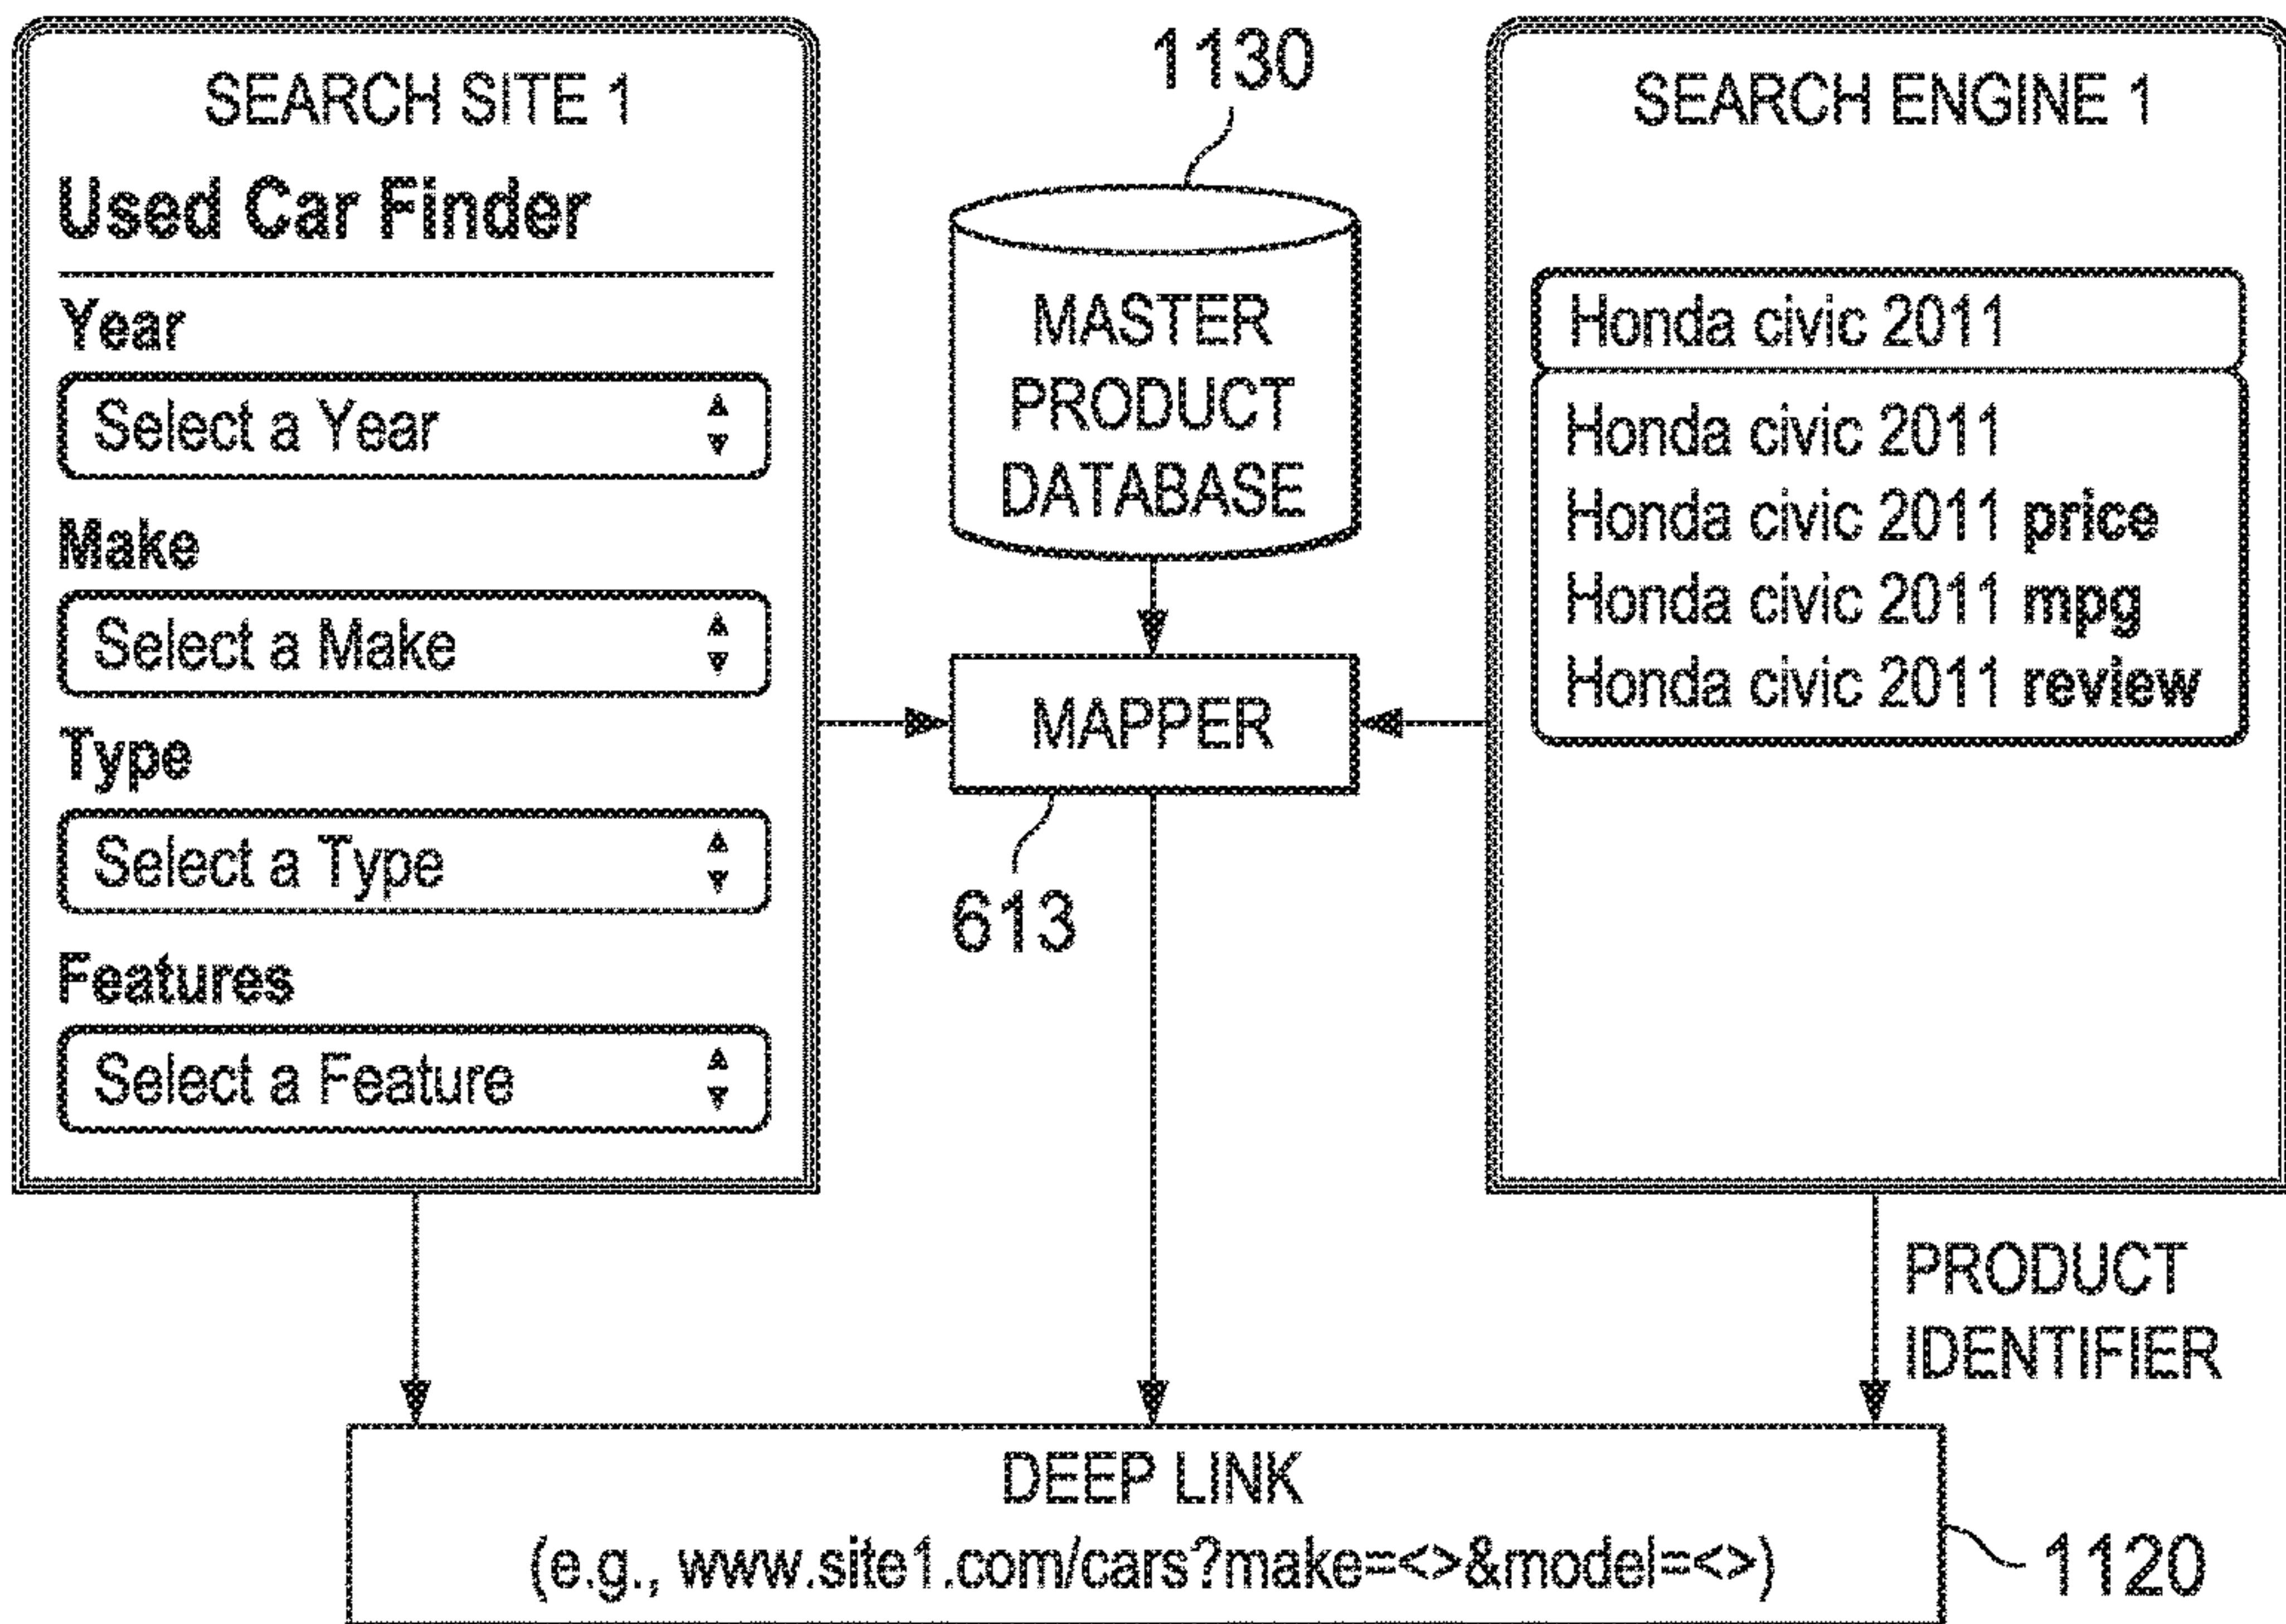 SEARCH SITE 1
Used Car Finder
Year
Select a Year
Make
Select a Make
Type
Select a Type
Features
Select a Feature
1130
MASTER
PRODUCT
DATABASE
MAPPER
613
SEARCH ENGINE 1
Honda civic 2011
Honda civic 2011
Honda civic 2011 price
Honda civic 2011 mpg
Honda civic 2011 review
PRODUCT
IDENTIFIER
DEEP LINK
(e.g., www.site1.com/cars?make=<>&model=<>)
1120